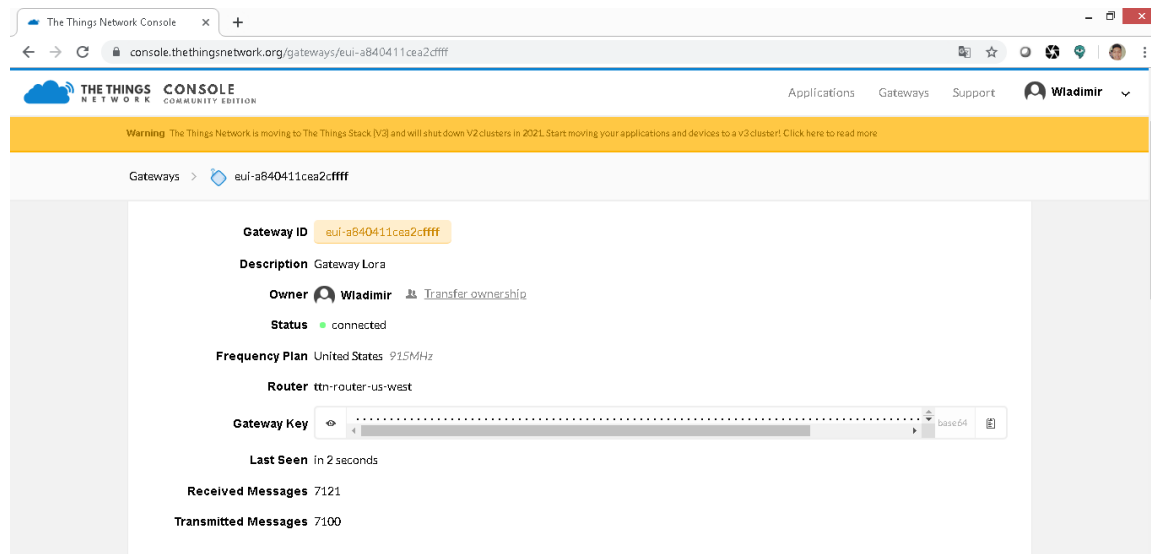 The Things Network Console
console.thethingsnetwork.org/gateways/eui-a840411cea2cffff
THE THINGS NETWORK CONSOLE COMMUNITY EDITION
Applications Gateways Support Wladimir
Warning The Things Network is moving to The Things Stack (V3) and will shut down V2 clusters in 2021. Start moving your applications and devices to a v3 cluster! Click here to read more
Gateways > eui-a840411cea2cffff
Gateway ID eui-a840411cea2cffff
Description Gateway Lora
Owner Wladimir Transfer ownership
Status connected
Frequency Plan United States 915MHz
Router ttn-router-us-west
Gateway Key base64
Last Seen in 2 seconds
Received Messages 7121
Transmitted Messages 7100